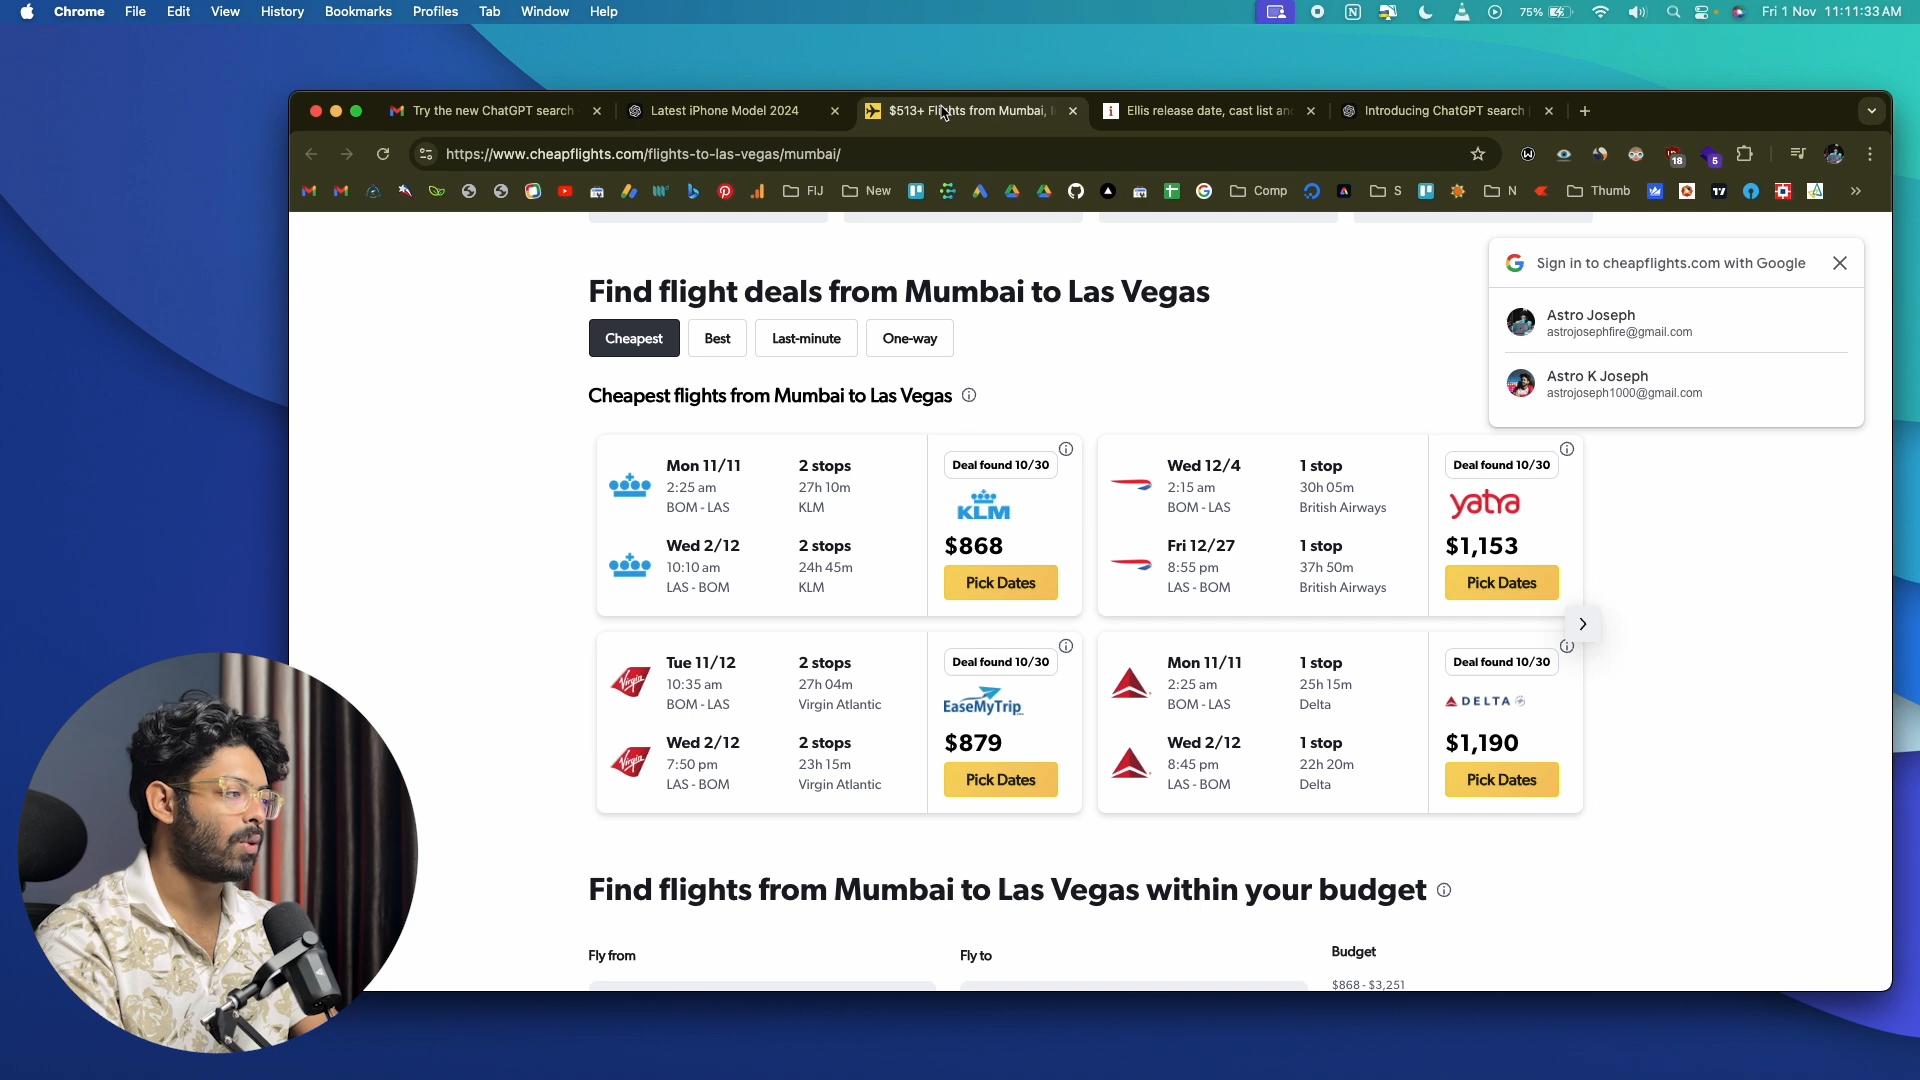 Chrome File Edit View History Bookmarks Profiles Tab Window Help 75% Fri 1 Nov 11:11:33 AM
Try the new ChatGPT search Latest iPhone Model 2024 $513+ Flights from Mumbai, Ellis release date, cast list and Introducing ChatGPT search
https://www.cheapflights.com/flights-to-las-vegas/mumbai/ 18 5
FIJ New Comp S N Thumb
Sign in to cheapflights.com with Google
Astro Joseph
astrojosephfire@gmail.com
Astro K Joseph
astrojoseph1000@gmail.com
Find flight deals from Mumbai to Las Vegas
Cheapest Best Last-minute One-way
Cheapest flights from Mumbai to Las Vegas
Mon 11/11 2 stops
2:25 am 27h 10m
BOM - LAS KLM
Wed 2/12 2 stops
10:10 am 24h 45m
LAS - BOM KLM
Deal found 10/30
KLM
$868
Pick Dates
Wed 12/4 1 stop
2:15 am 30h 05m
BOM - LAS British Airways
Fri 12/27 1 stop
8:55 pm 37h 50m
LAS - BOM British Airways
Deal found 10/30
yatra
$1,153
Pick Dates
Tue 11/12 2 stops
10:35 am 27h 04m
BOM - LAS Virgin Atlantic
Wed 2/12 2 stops
7:50 pm 23h 15m
LAS - BOM Virgin Atlantic
Deal found 10/30
EaseMyTrip
$879
Pick Dates
Mon 11/11 1 stop
2:25 am 25h 15m
BOM - LAS Delta
Wed 2/12 1 stop
8:45 pm 22h 20m
LAS - BOM Delta
Deal found 10/30
DELTA
$1,190
Pick Dates
Find flights from Mumbai to Las Vegas within your budget
Fly from Fly to Budget
$868 - $3,251